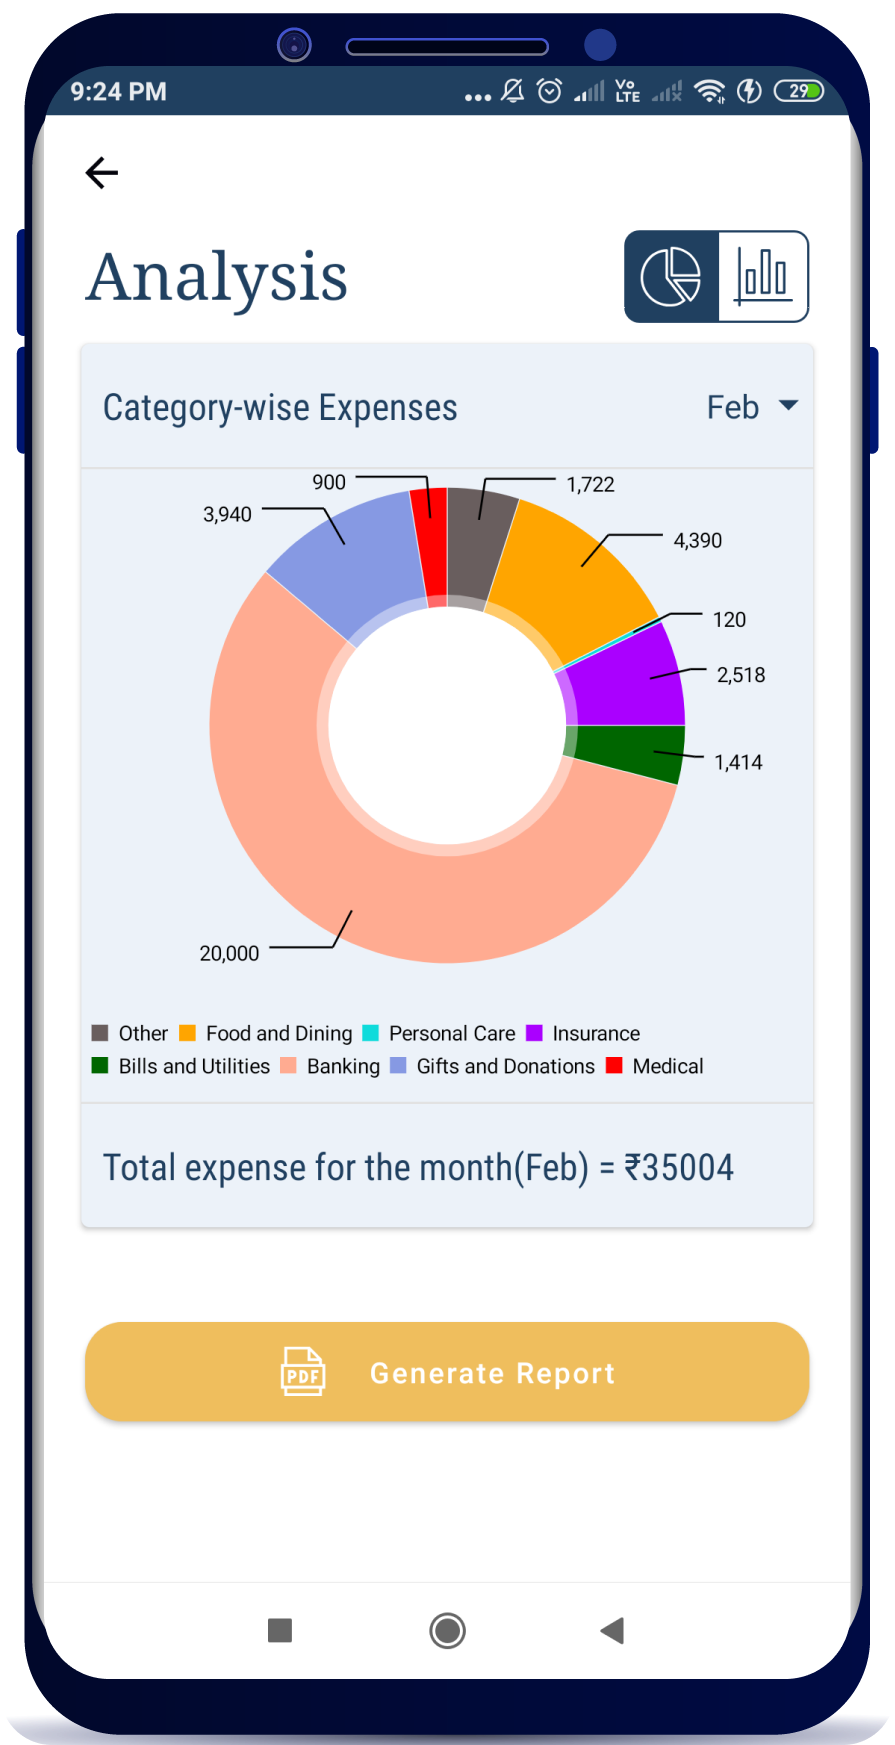 9:24 PM
Vo
LTE
29
Analysis
Category-wise Expenses Feb
900
1,722
3,940
4,390
120
2,518
1,414
20,000
Other Food and Dining Personal Care Insurance
Bills and Utilities Banking Gifts and Donations Medical
Total expense for the month(Feb) = ₹35004
PDF Generate Report